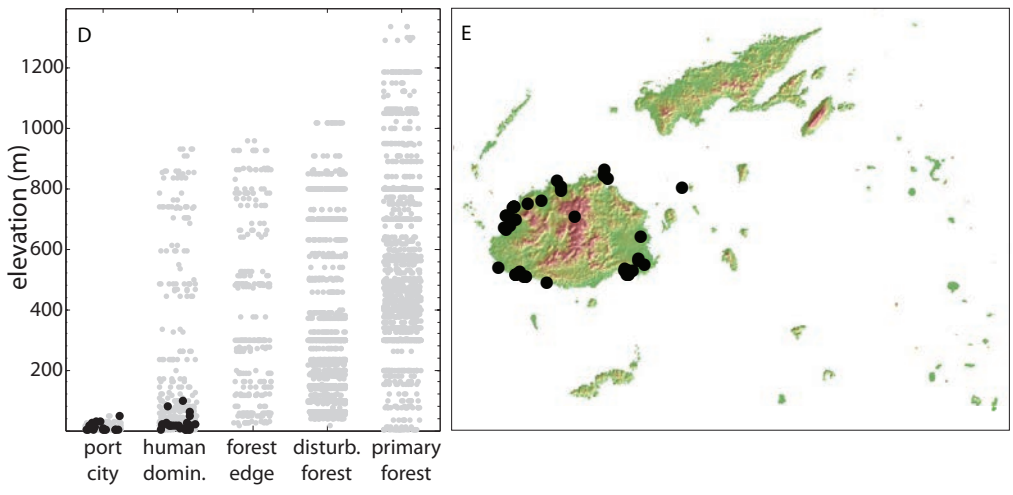 D
E
1200
1000
800
600
400
200
elevation (m)
port city
human domin.
forest edge
disturb. forest
primary forest